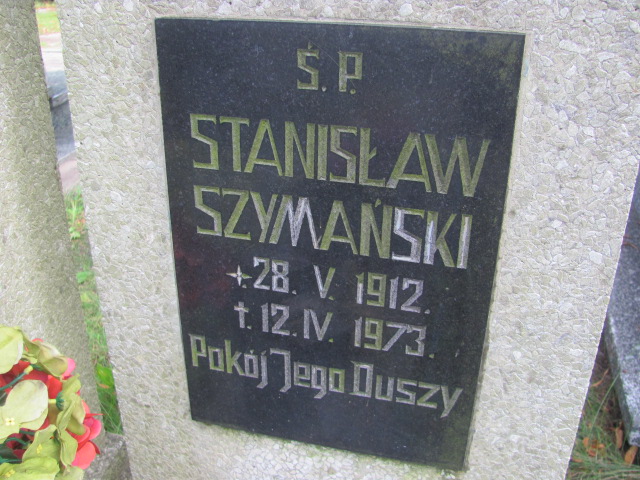 Ś.P.
STANISŁAW
SZYMAŃSKI
*.28.V.1912.
†.12.IV.1973.
Pokój Jego Duszy